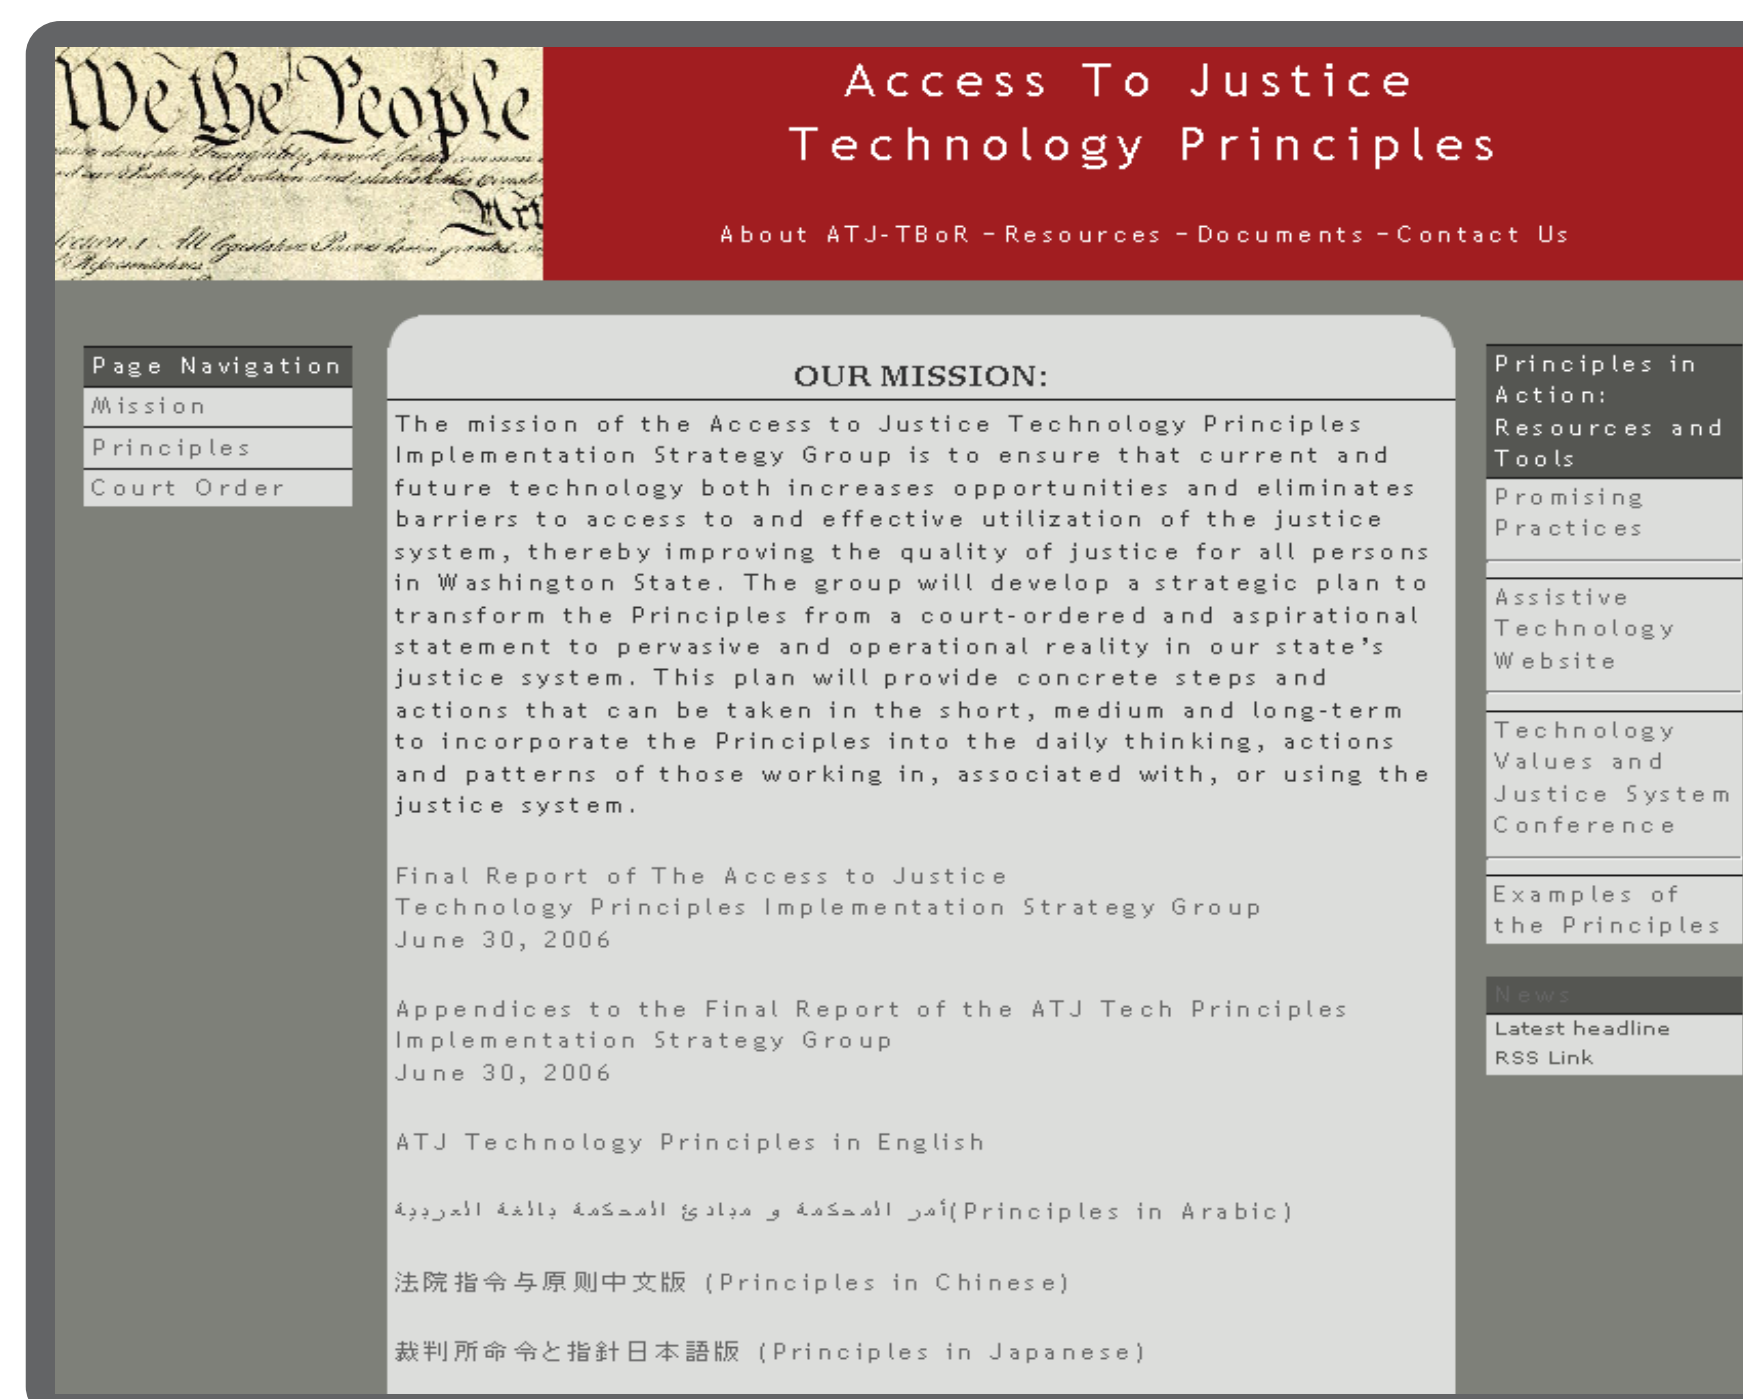 We the People
Access To Justice
Technology Principles
About ATJ-TBoR – Resources – Documents – Contact Us
Page Navigation
Mission
Principles
Court Order
OUR MISSION:
The mission of the Access to Justice Technology Principles
Implementation Strategy Group is to ensure that current and
future technology both increases opportunities and eliminates
barriers to access to and effective utilization of the justice
system, thereby improving the quality of justice for all persons
in Washington State. The group will develop a strategic plan to
transform the Principles from a court-ordered and aspirational
statement to pervasive and operational reality in our state’s
justice system. This plan will provide concrete steps and
actions that can be taken in the short, medium and long-term
to incorporate the Principles into the daily thinking, actions
and patterns of those working in, associated with, or using the
justice system.
Final Report of The Access to Justice
Technology Principles Implementation Strategy Group
June 30, 2006
Appendices to the Final Report of the ATJ Tech Principles
Implementation Strategy Group
June 30, 2006
ATJ Technology Principles in English
أمر المحكمة و مبادئ المحكمة بالغة العربية(Principles in Arabic)
法院指令与原则中文版 (Principles in Chinese)
裁判所命令と指針日本語版 (Principles in Japanese)
Principles in
Action:
Resources and
Tools
Promising
Practices
Assistive
Technology
Website
Technology
Values and
Justice System
Conference
Examples of
the Principles
News
Latest headline
RSS Link